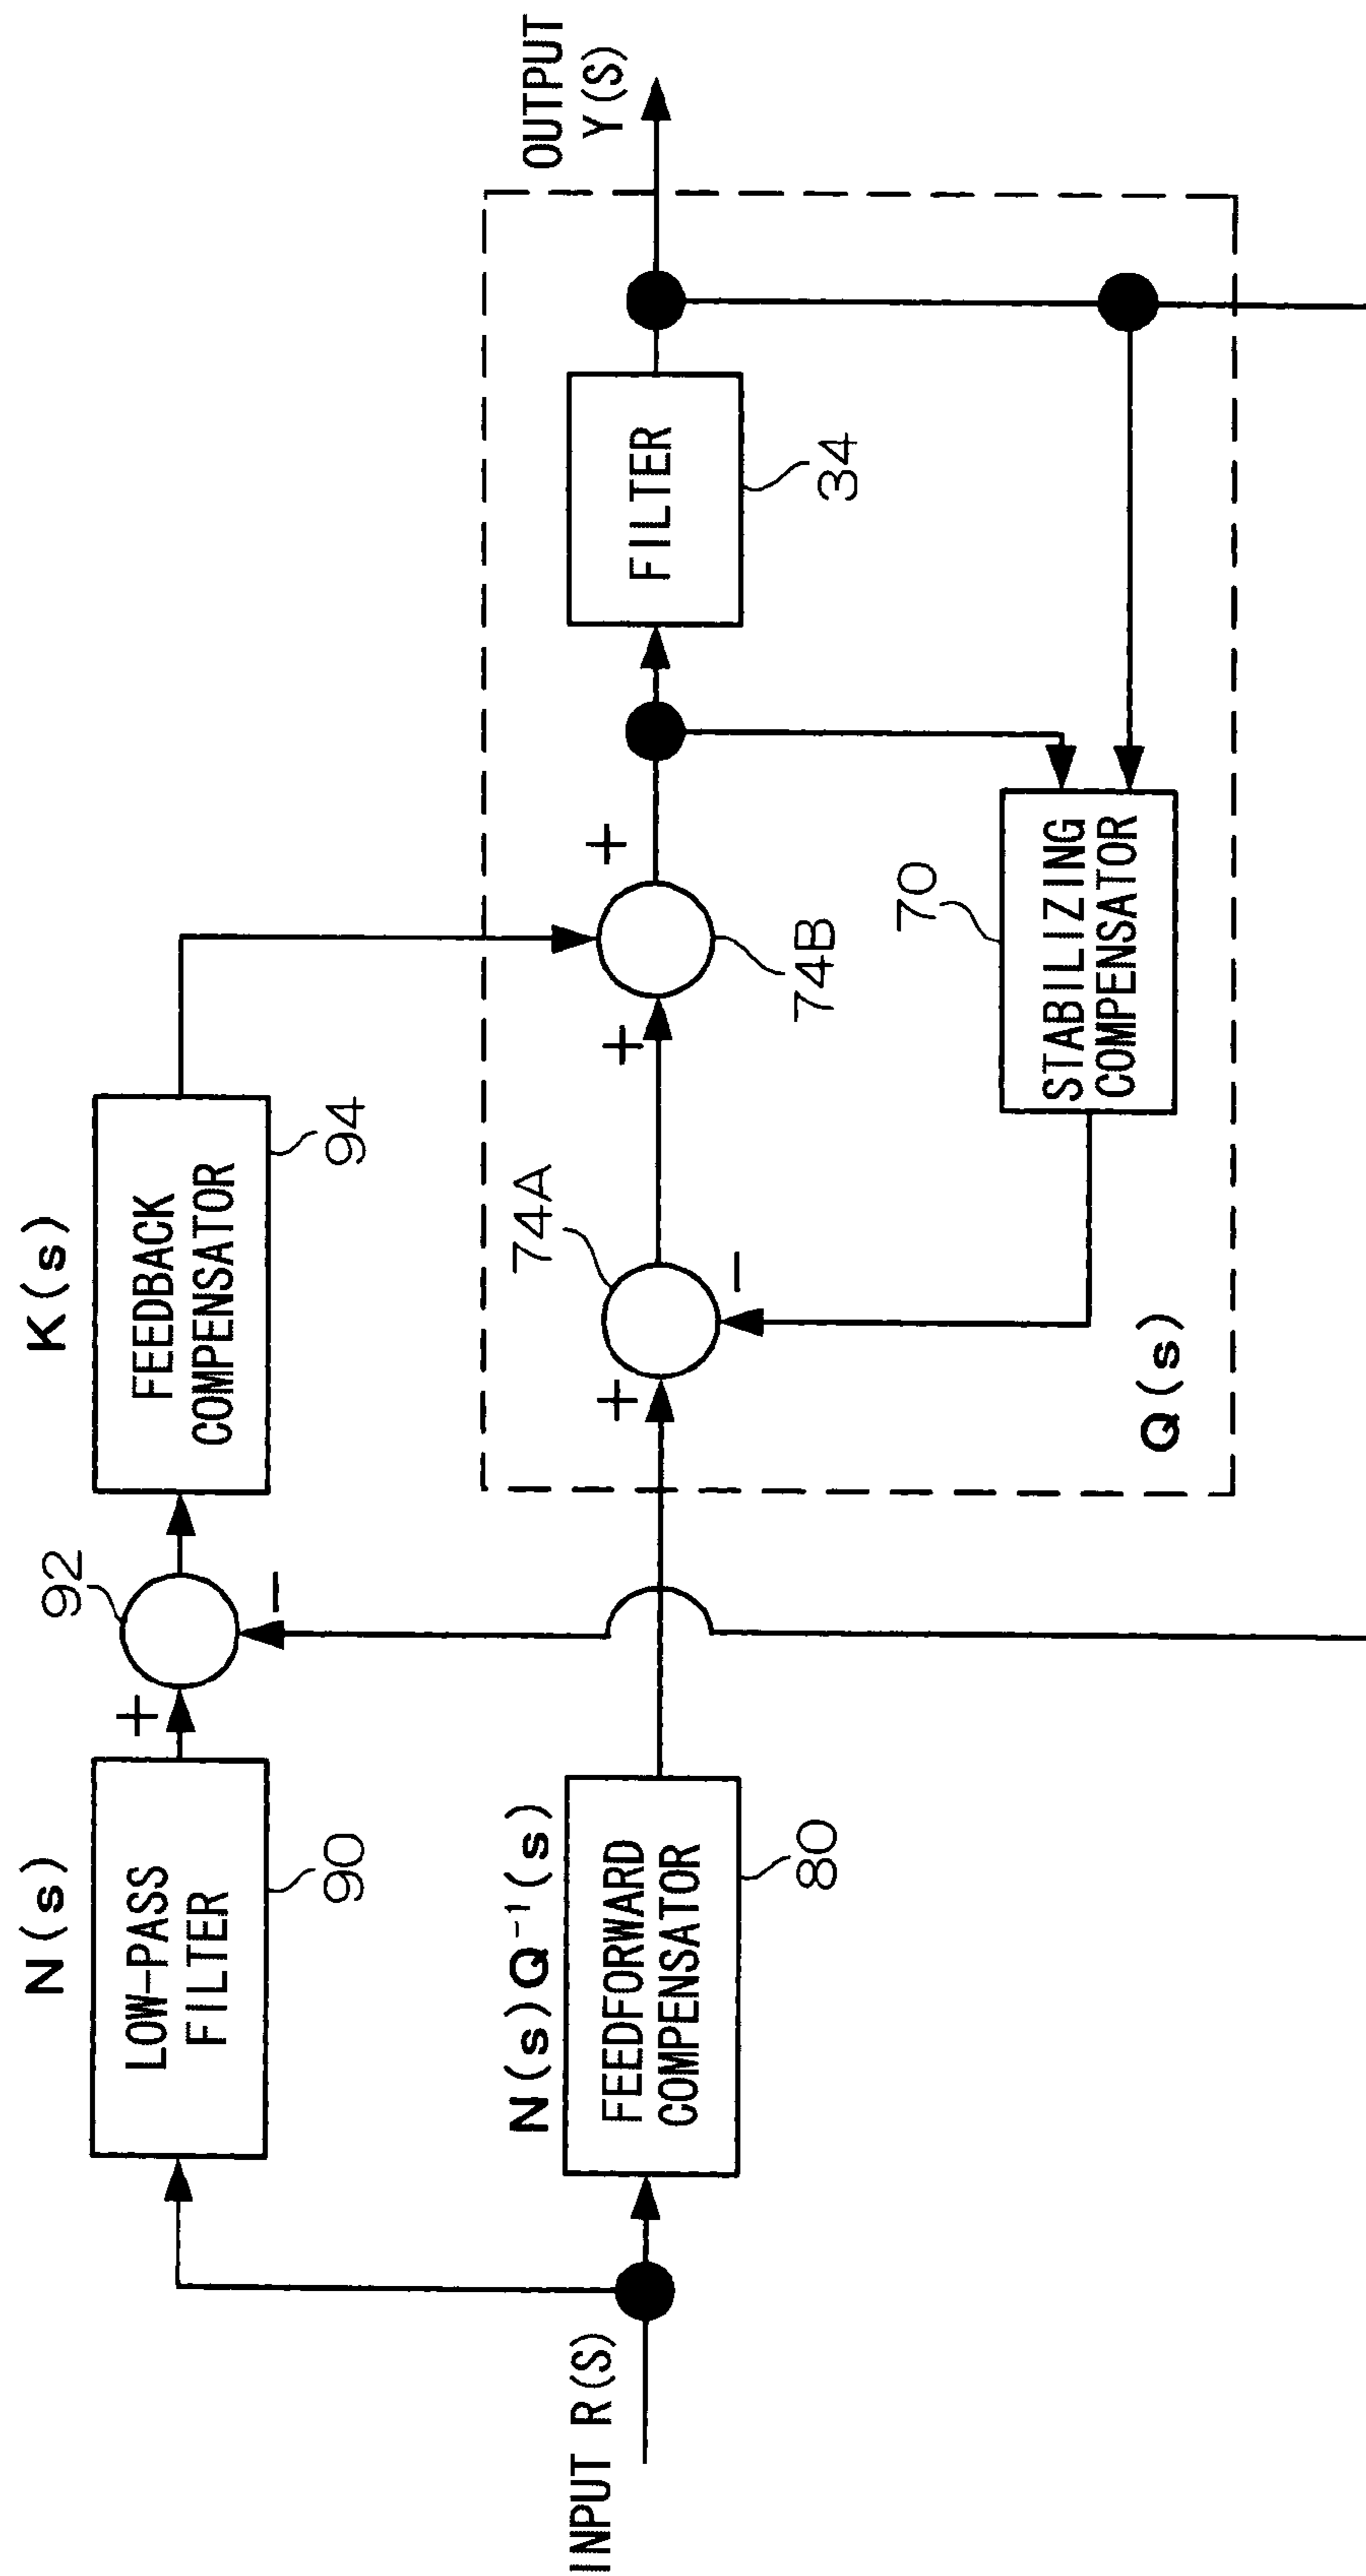 N(s)
LOW-PASS
FILTER
90
+
92
−
K(s)
FEEDBACK
COMPENSATOR
94
INPUT R(S)
N(s)Q⁻¹(s)
FEEDFORWARD
COMPENSATOR
80
+
74A
−
+
74B
+
FILTER
34
OUTPUT
Y(S)
70
STABILIZING
COMPENSATOR
Q(s)